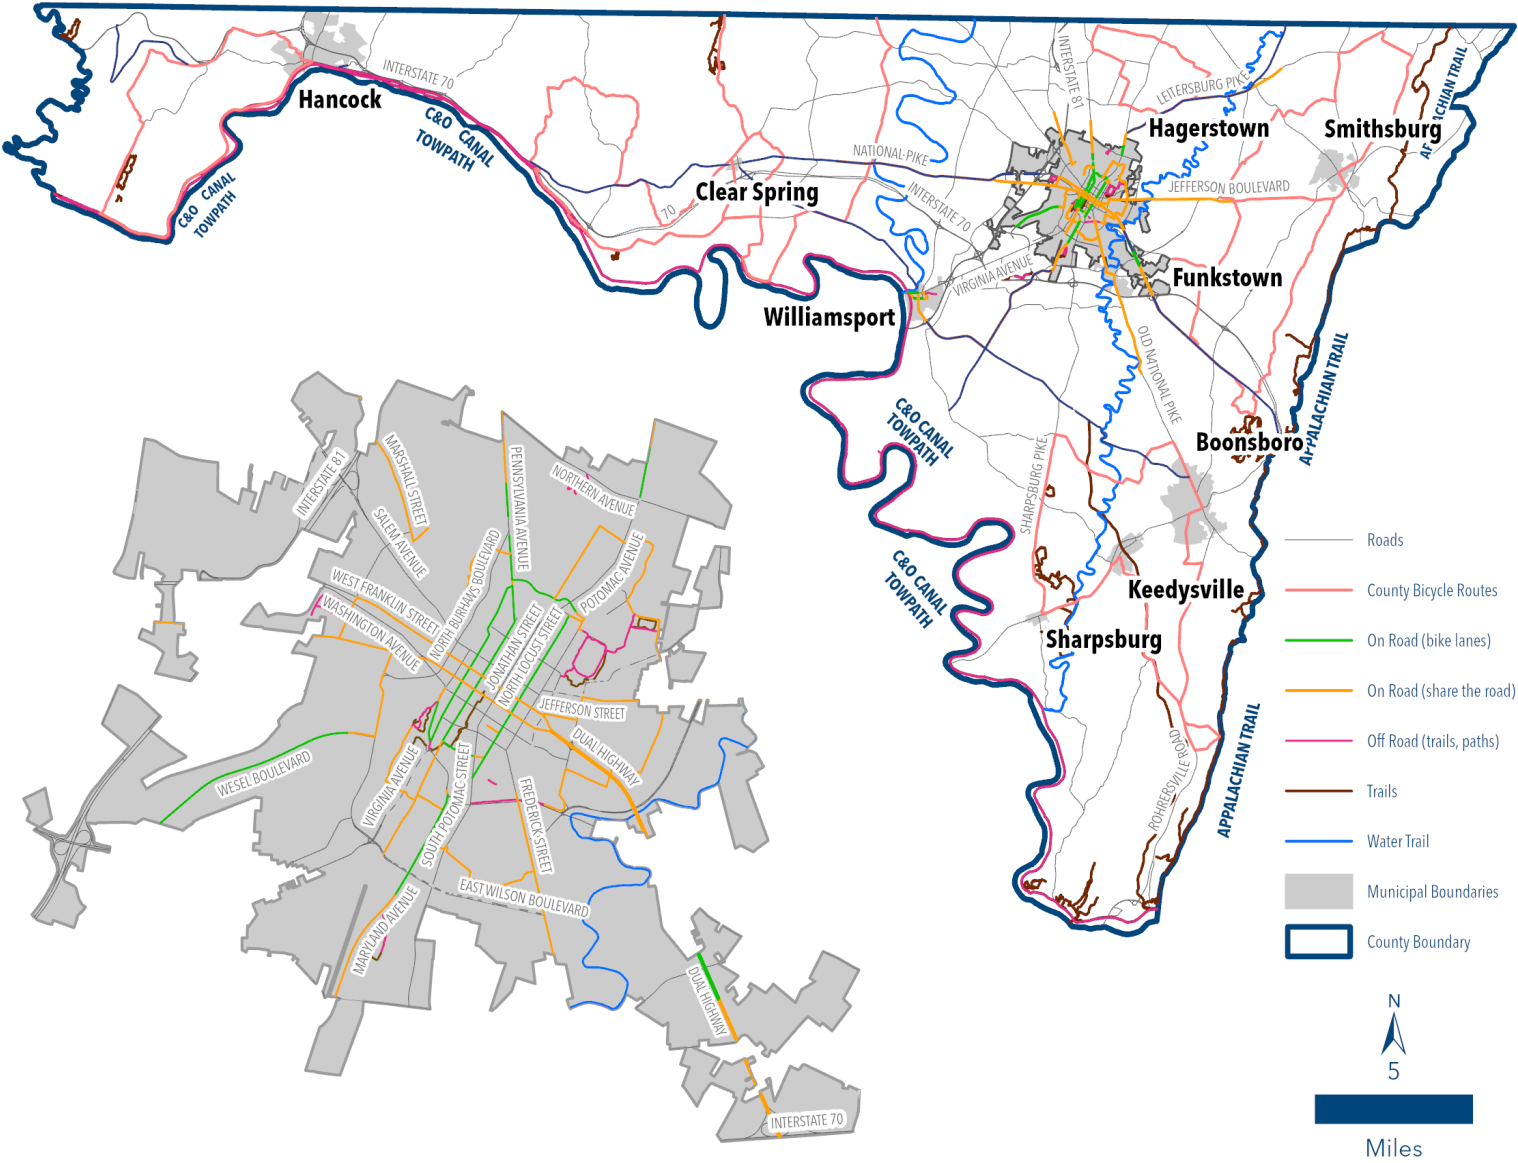 INTERSTATE 70
Hancock
C&O CANAL
TOWPATH
C&O CANAL
TOWPATH
70
Clear Spring
NATIONAL PIKE
INTERSTATE 70
INTERSTATE 81
LEITERSBURG PIKE
Hagerstown
Smithsburg
JEFFERSON BOULEVARD
VIRGINIA AVENUE
Funkstown
Williamsport
OLD NATIONAL PIKE
APPALACHIAN TRAIL
C&O CANAL
TOWPATH
SHARPSBURG PIKE
Boonsboro
C&O CANAL
TOWPATH
Keedysville
Sharpsburg
ROHRERSVILLE ROAD
APPALACHIAN TRAIL
INTERSTATE 81
MARSHALL STREET
SALEM AVENUE
PENNSYLVANIA AVENUE
NORTHERN AVENUE
WEST FRANKLIN STREET
WASHINGTON AVENUE
NORTH BURHANS BOULEVARD
POTOMAC AVENUE
JONATHAN STREET
NORTH LOCUST STREET
JEFFERSON STREET
DUAL HIGHWAY
WESEL BOULEVARD
VIRGINIA AVENUE
SOUTH POTOMAC STREET
FREDERICK STREET
EAST WILSON BOULEVARD
MARYLAND AVENUE
DUAL HIGHWAY
INTERSTATE 70
Roads
County Bicycle Routes
On Road (bike lanes)
On Road (share the road)
Off Road (trails, paths)
Trails
Water Trail
Municipal Boundaries
County Boundary
N
5
Miles